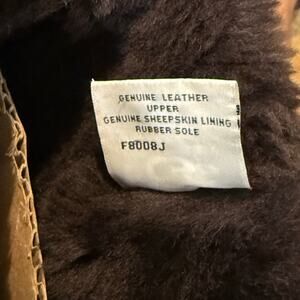 GENUINE LEATHER
UPPER
GENUINE SHEEPSKIN LINING
RUBBER SOLE
F8008J